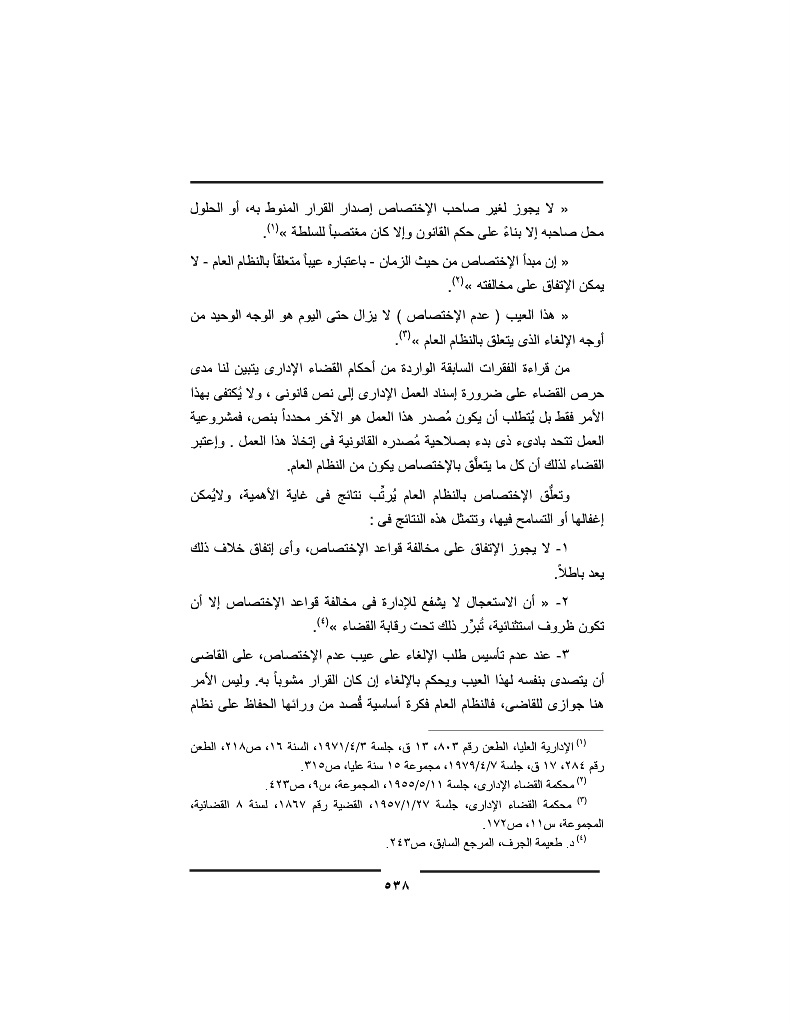 « لا يجوز لغير صاحب الإختصاص إصدار القرار المنوط به، أو الحلول
محل صاحبه إلا بناءً على حكم القانون وإلا كان مغتصباً للسلطة »(١).
« إن مبدأ الإختصاص من حيث الزمان - باعتباره عيباً متعلقاً بالنظام العام - لا
يمكن الإتفاق على مخالفته »(٢).
« هذا العيب ( عدم الإختصاص ) لا يزال حتى اليوم هو الوجه الوحيد من
أوجه الإلغاء الذى يتعلق بالنظام العام »(٣).
من قراءة الفقرات السابقة الواردة من أحكام القضاء الإدارى يتبين لنا مدى
حرص القضاء على ضرورة إسناد العمل الإدارى إلى نص قانونى ، ولا يُكتفى بهذا
الأمر فقط بل يُتطلب أن يكون مُصدر هذا العمل هو الآخر محدداً بنص، فمشروعية
العمل تتحد بادىء ذى بدء بصلاحية مُصدره القانونية فى إتخاذ هذا العمل . وإعتبر
القضاء لذلك أن كل ما يتعلَّق بالإختصاص يكون من النظام العام.
وتعلُّق الإختصاص بالنظام العام يُرتِّب نتائج فى غاية الأهمية، ولايُمكن
إغفالها أو التسامح فيها، وتتمثل هذه النتائج فى :
١- لا يجوز الإتفاق على مخالفة قواعد الإختصاص، وأى إتفاق خلاف ذلك
يعد باطلاً.
٢- « أن الاستعجال لا يشفع للإدارة فى مخالفة قواعد الإختصاص إلا أن
تكون ظروف استثنائية، تُبرِّر ذلك تحت رقابة القضاء »(٤).
٣- عند عدم تأسيس طلب الإلغاء على عيب عدم الإختصاص، على القاضى
أن يتصدى بنفسه لهذا العيب ويحكم بالإلغاء إن كان القرار مشوباً به. وليس الأمر
هنا جوازى للقاضى، فالنظام العام فكرة أساسية قُصد من ورائها الحفاظ على نظام
(١) الإدارية العليا، الطعن رقم ٨٠٣، ١٣ ق، جلسة ١٩٧١/٤/٣، السنة ١٦، ص٢١٨، الطعن
رقم ٢٨٤، ١٧ ق، جلسة ١٩٧٩/٤/٧، مجموعة ١٥ سنة عليا، ص٣١٥.
(٢) محكمة القضاء الإدارى، جلسة ١٩٥٥/٥/١١، المجموعة، س٩، ص٤٢٣.
(٣) محكمة القضاء الإدارى، جلسة ١٩٥٧/١/٢٧، القضية رقم ١٨٦٧، لسنة ٨ القضائية،
المجموعة، س١١، ص١٧٢.
(٤) د. طعيمة الجرف، المرجع السابق، ص٢٤٣.
٥٣٨